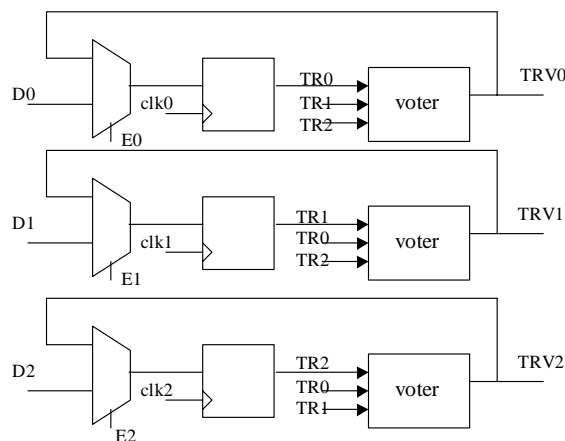 TRV0
D0
TR0
clk0
TR1
voter
TR2
E0
TRV1
D1
TR1
clk1
TR0
voter
TR2
E1
TRV2
D2
TR2
clk2
TR0
voter
TR1
E2